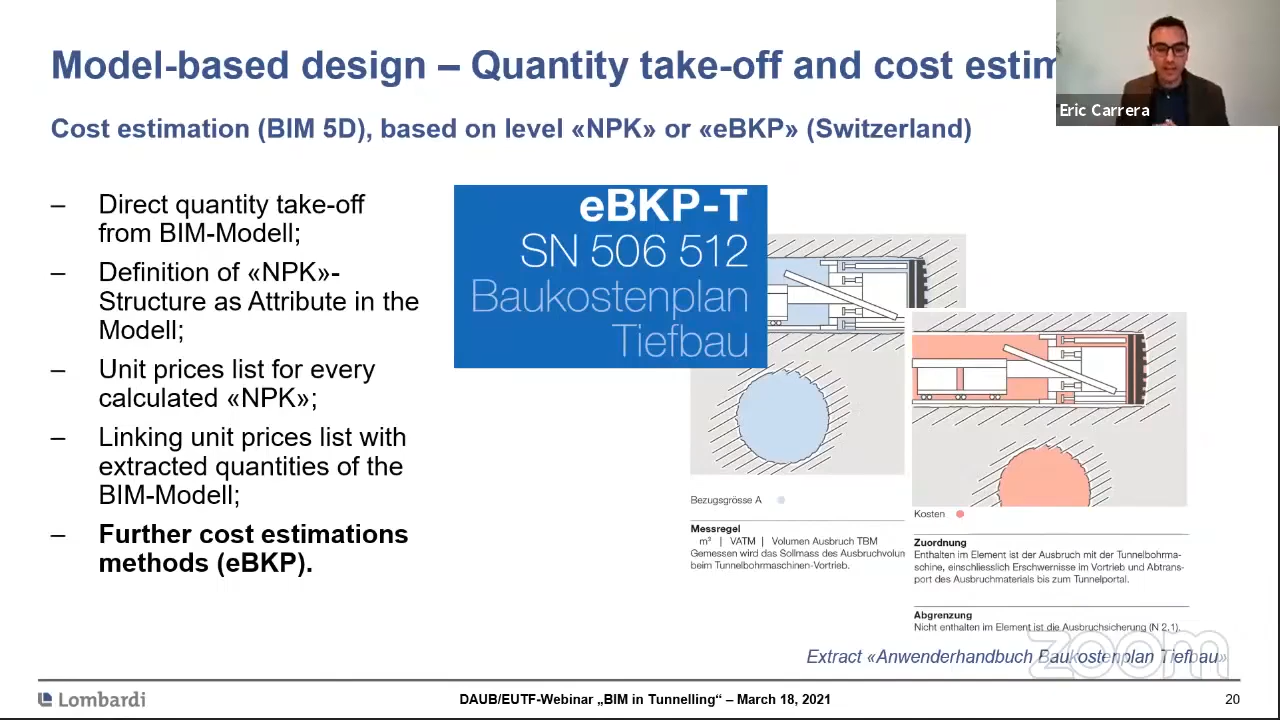 Model-based design – Quantity take-off and cost estim
Eric Carrera
Cost estimation (BIM 5D), based on level «NPK» or «eBKP» (Switzerland)
– Direct quantity take-off
from BIM-Modell;
– Definition of «NPK»-
Structure as Attribute in the
Modell;
– Unit prices list for every
calculated «NPK»;
– Linking unit prices list with
extracted quantities of the
BIM-Modell;
– Further cost estimations
methods (eBKP).
eBKP-T
SN 506 512
Baukostenplan
Tiefbau
Bezugsgrösse A
Messregel
m³ | VATM | Volumen Ausbruch TBM
Gemessen wird das Sollmass des Ausbruchvolun
beim Tunnelbohrmaschinen-Vortrieb.
Kosten
Zuordnung
Enthalten im Element ist der Ausbruch mit der Tunnelbohrma-
schine, einschliesslich Erschwernisse im Vortrieb und Abtrans-
port des Ausbruchmaterials bis zum Tunnelportal.
Abgrenzung
Nicht enthalten im Element ist die Ausbruchsicherung (N 2.1).
zoom
Extract «Anwenderhandbuch Baukostenplan Tiefbau»
Lombardi
DAUB/EUTF-Webinar „BIM in Tunnelling“ – March 18, 2021
20